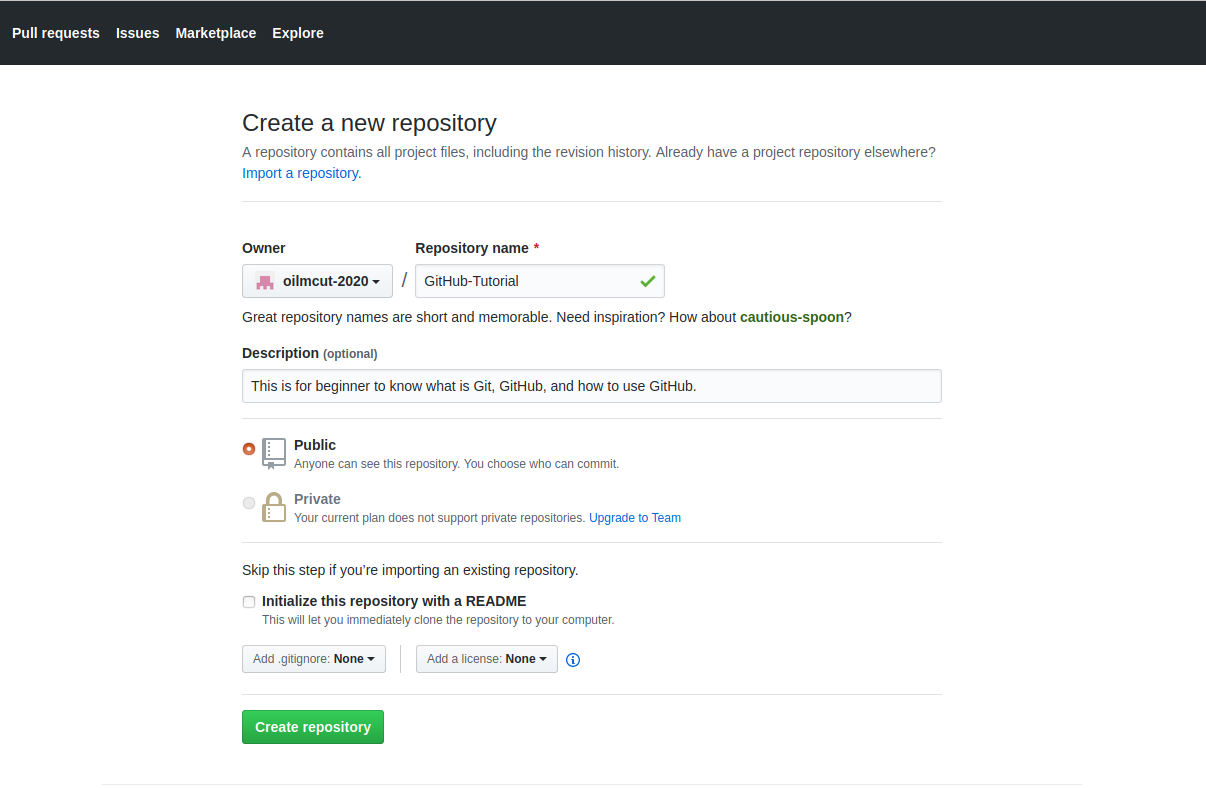 Pull requests Issues Marketplace Explore
Create a new repository
A repository contains all project files, including the revision history. Already have a project repository elsewhere?
Import a repository.
Owner Repository name *
oilmcut-2020 / GitHub-Tutorial
Great repository names are short and memorable. Need inspiration? How about cautious-spoon?
Description (optional)
This is for beginner to know what is Git, GitHub, and how to use GitHub.
Public
Anyone can see this repository. You choose who can commit.
Private
Your current plan does not support private repositories. Upgrade to Team
Skip this step if you’re importing an existing repository.
Initialize this repository with a README
This will let you immediately clone the repository to your computer.
Add .gitignore: None Add a license: None
Create repository